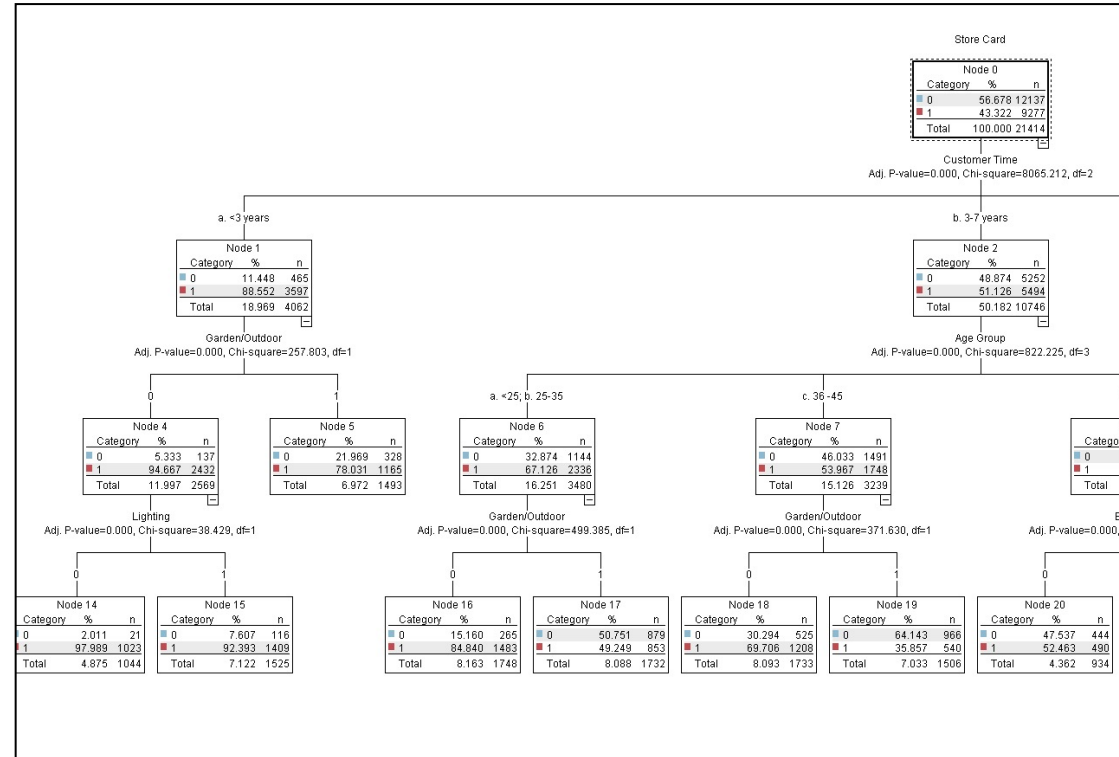 Store Card
Node 0
Category % n
0 56.678 12137
1 43.322 9277
Total 100.000 21414
Customer Time
Adj. P-value=0.000, Chi-square=8065.212, df=2
a. <3 years
b. 3-7 years
Node 1
Category % n
0 11.448 465
1 88.552 3597
Total 18.969 4062
Node 2
Category % n
0 48.874 5252
1 51.126 5494
Total 50.182 10746
Garden/Outdoor
Adj. P-value=0.000, Chi-square=257.803, df=1
Age Group
Adj. P-value=0.000, Chi-square=822.225, df=3
0
1
a. <25; b. 25-35
c. 36 -45
Node 4
Category % n
0 5.333 137
1 94.667 2432
Total 11.997 2569
Node 5
Category % n
0 21.969 328
1 78.031 1165
Total 6.972 1493
Node 6
Category % n
0 32.874 1144
1 67.126 2336
Total 16.251 3480
Node 7
Category % n
0 46.033 1491
1 53.967 1748
Total 15.126 3239
Catego
0
1
Total
Lighting
Adj. P-value=0.000, Chi-square=38.429, df=1
Garden/Outdoor
Adj. P-value=0.000, Chi-square=499.385, df=1
Garden/Outdoor
Adj. P-value=0.000, Chi-square=371.630, df=1
Adj. P-value=0.000,
0
1
0
1
0
1
0
Node 14
Category % n
0 2.011 21
1 97.989 1023
Total 4.875 1044
Node 15
Category % n
0 7.607 116
1 92.393 1409
Total 7.122 1525
Node 16
Category % n
0 15.160 265
1 84.840 1483
Total 8.163 1748
Node 17
Category % n
0 50.751 879
1 49.249 853
Total 8.088 1732
Node 18
Category % n
0 30.294 525
1 69.706 1208
Total 8.093 1733
Node 19
Category % n
0 64.143 966
1 35.857 540
Total 7.033 1506
Node 20
Category % n
0 47.537 444
1 52.463 490
Total 4.362 934